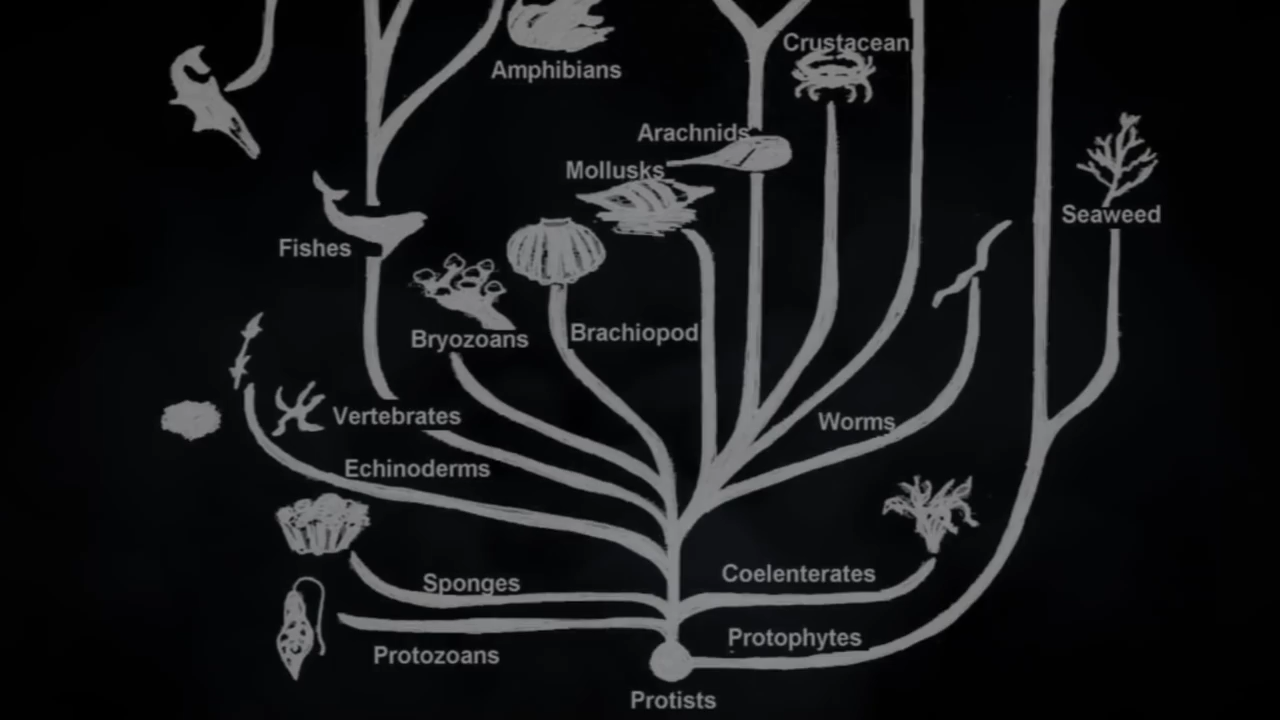 Crustacean
Amphibians
Arachnids
Mollusks
Seaweed
Fishes
Brachiopod
Bryozoans
Vertebrates
Worms
Echinoderms
Coelenterates
Sponges
Protophytes
Protozoans
Protists